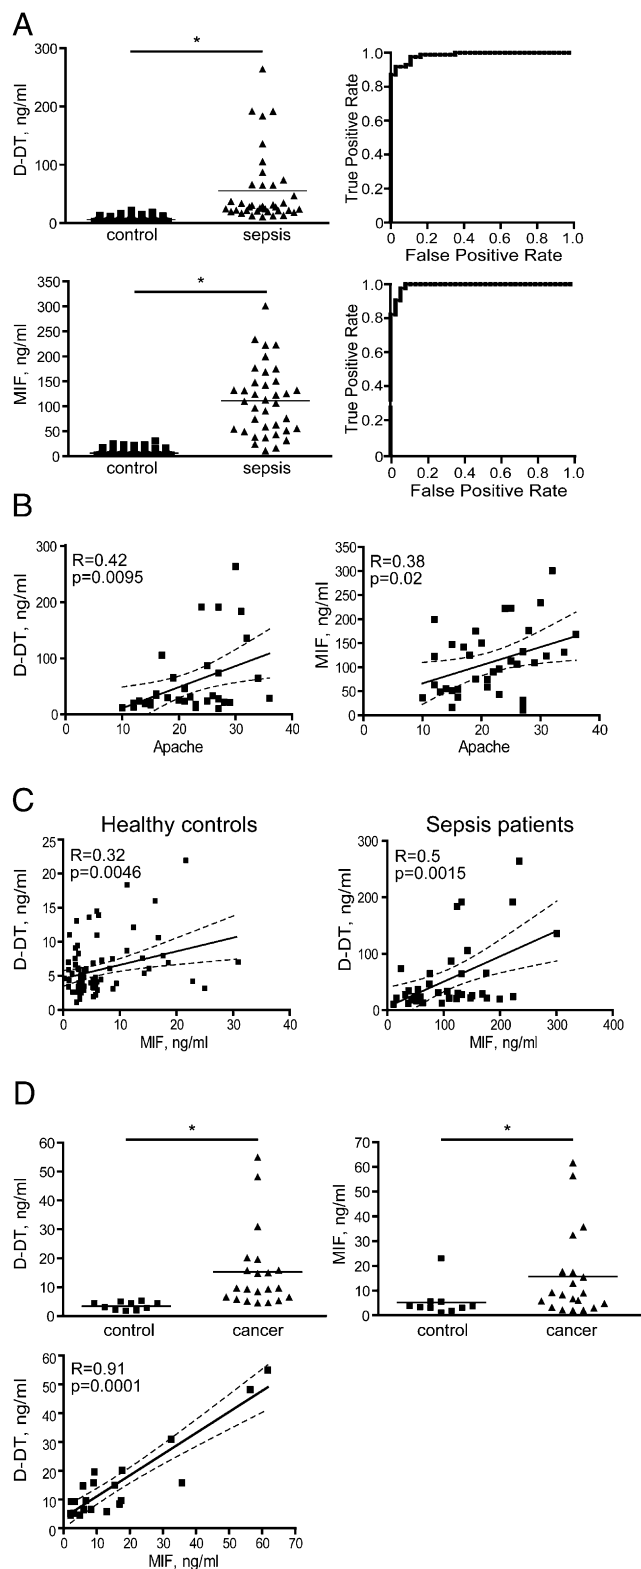 A
*
D-DT, ng/ml
300
200
100
0
control sepsis
True Positive Rate
1.0
0.8
0.6
0.4
0.2
0
0 0.2 0.4 0.6 0.8 1.0
False Positive Rate
*
MIF, ng/ml
350
300
250
200
150
100
50
0
control sepsis
True Positive Rate
1.0
0.8
0.6
0.4
0.2
0
0 0.2 0.4 0.6 0.8 1.0
False Positive Rate
B
R=0.42
p=0.0095
D-DT, ng/ml
300
200
100
0
0 10 20 30 40
Apache
R=0.38
p=0.02
MIF, ng/ml
350
300
250
200
150
100
50
0
0 10 20 30 40
Apache
C
Healthy controls
R=0.32
p=0.0046
D-DT, ng/ml
25
20
15
10
5
0
0 10 20 30 40
MIF, ng/ml
Sepsis patients
R=0.5
p=0.0015
D-DT, ng/ml
300
200
100
0
0 100 200 300 400
MIF, ng/ml
D
*
D-DT, ng/ml
60
50
40
30
20
10
0
control cancer
*
MIF, ng/ml
70
60
50
40
30
20
10
0
control cancer
R=0.91
p=0.0001
D-DT, ng/ml
60
50
40
30
20
10
0
0 10 20 30 40 50 60 70
MIF, ng/ml